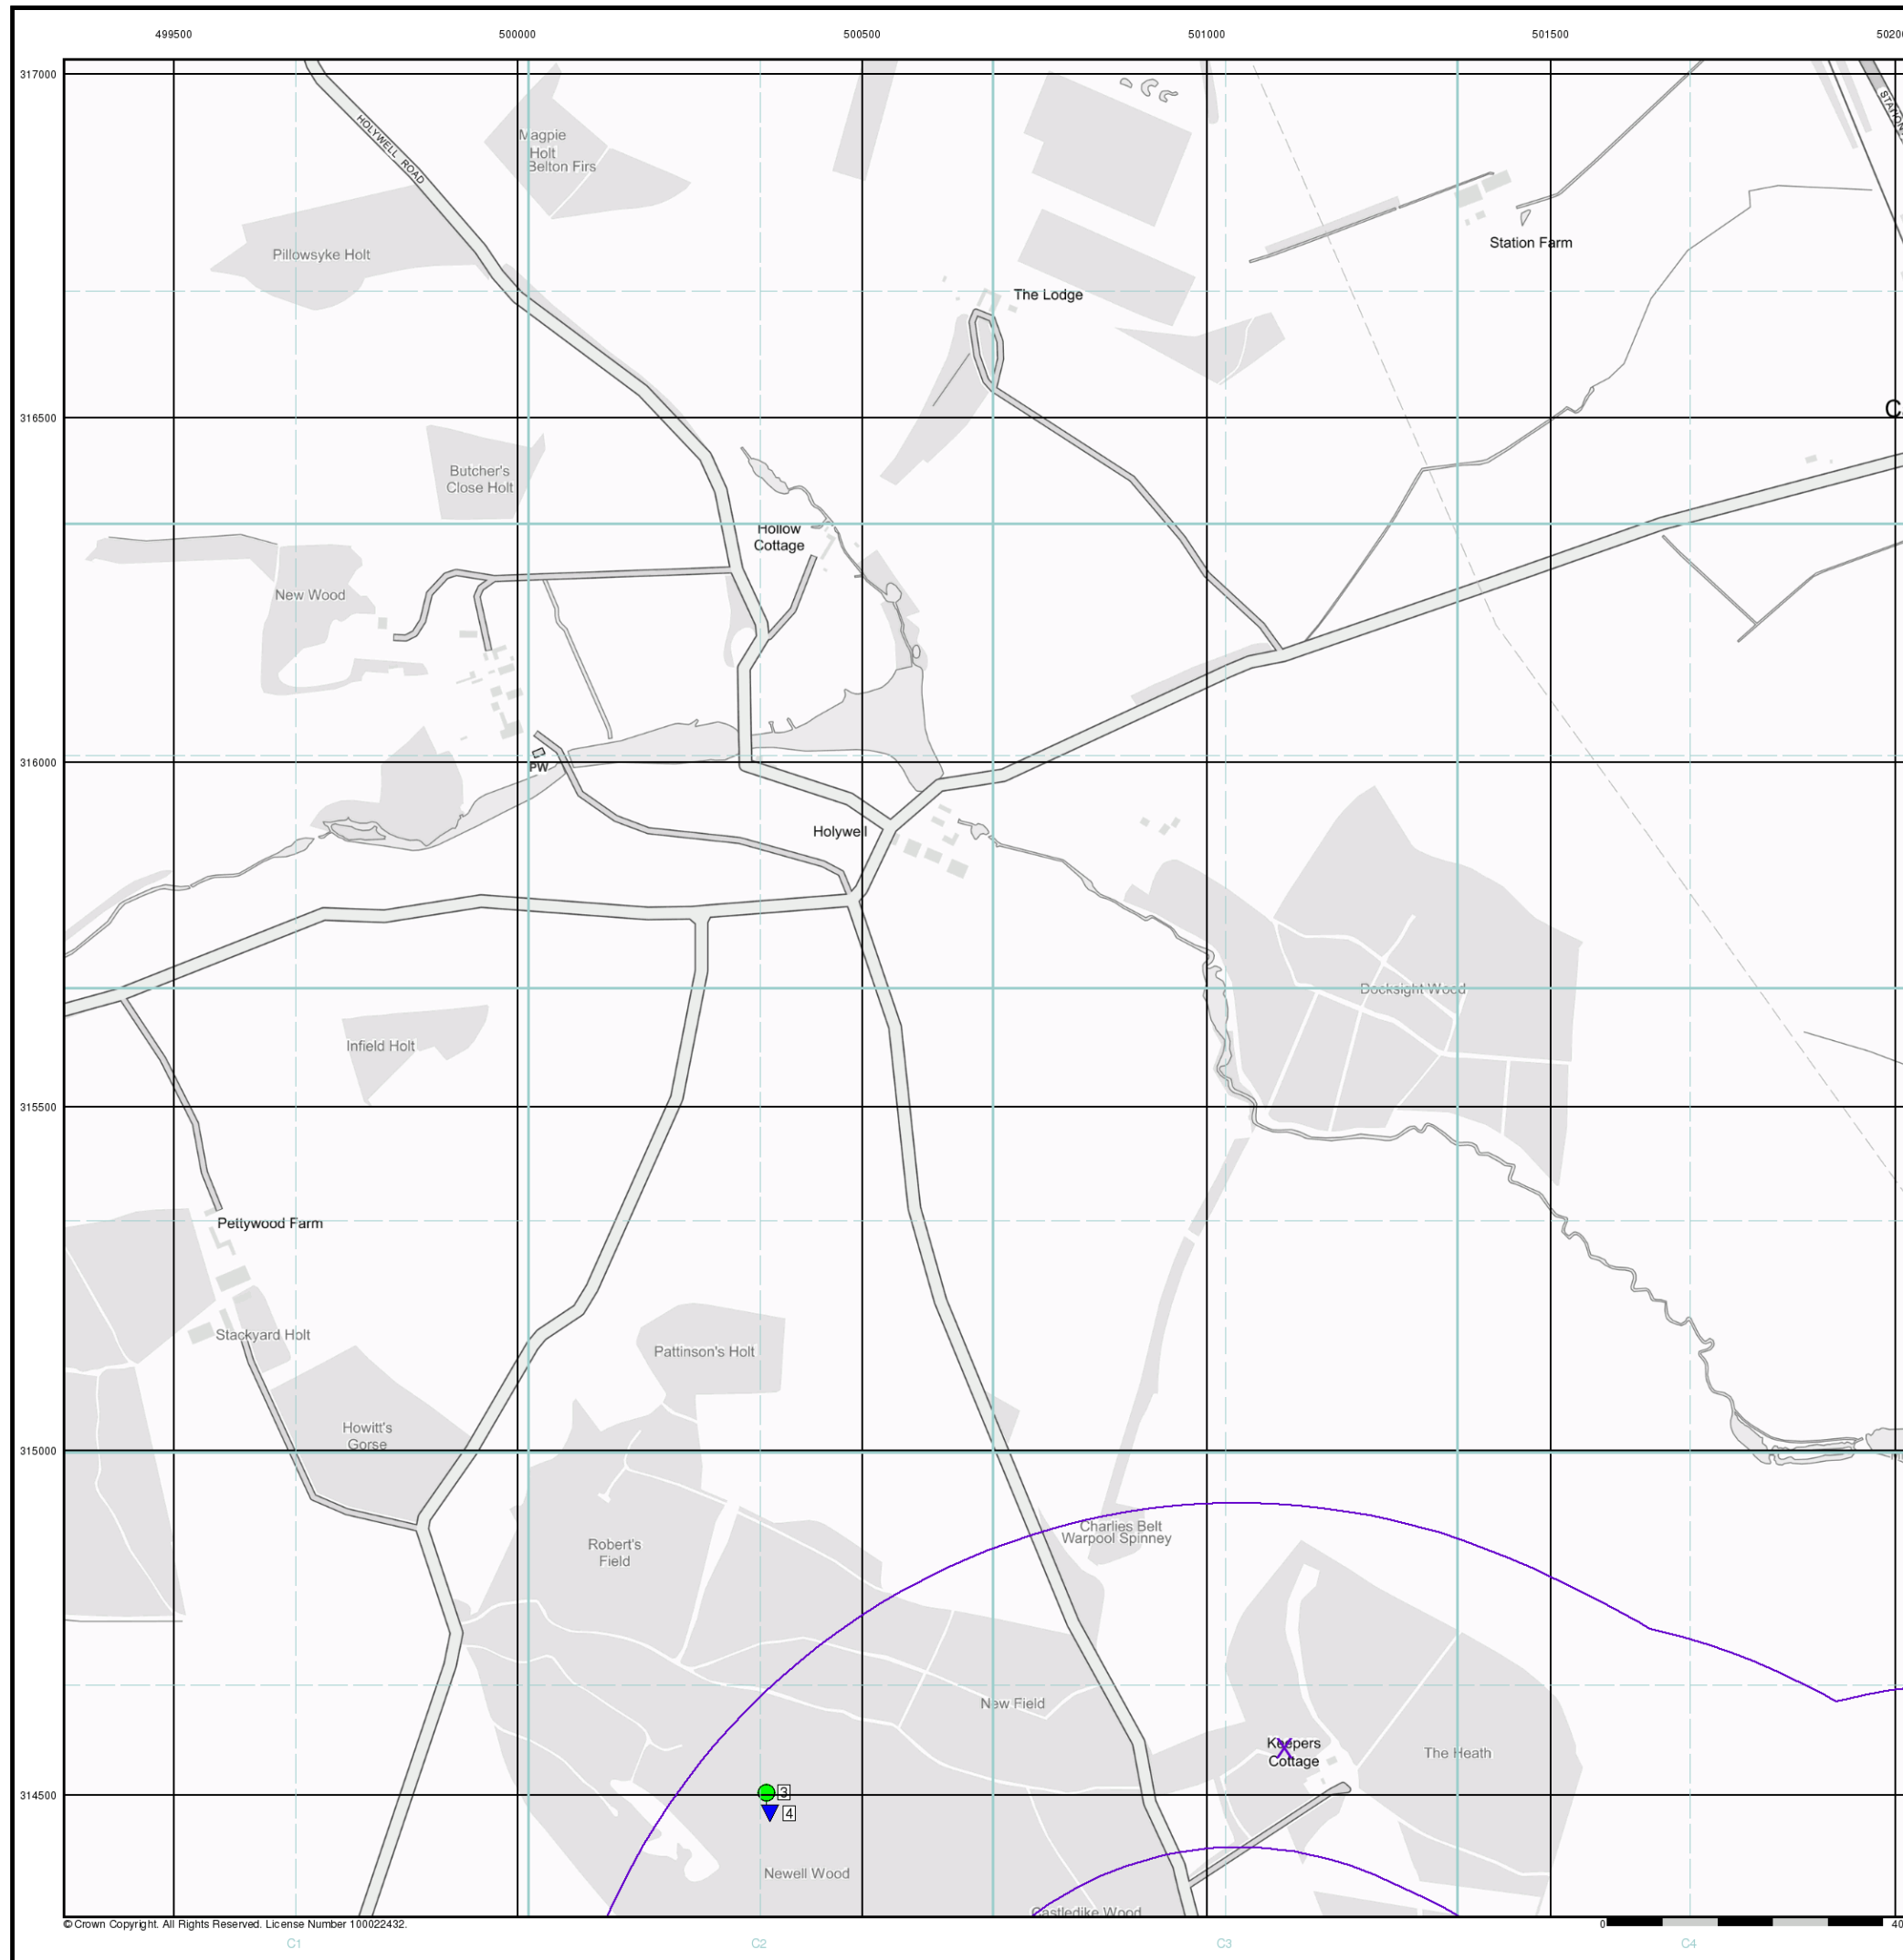 499500 500000 500500 501000 501500
317000
HOLYWELL ROAD
Magpie
Holt
Belton Firs
STATION
Pillowsyke Holt
Station Farm
The Lodge
316500
C
Butcher's
Close Holt
Hollow
Cottage
New Wood
316000
PW
Holywell
Docksight Wood
Infield Holt
315500
Pettywood Farm
Stackyard Holt
Pattinson's Holt
Howitt's
Gorse
315000
Charlies Belt
Warpool Spinney
Robert's
Field
New Field
Keepers
Cottage
The Heath
314500
3
4
Newell Wood
Castledike Wood
© Crown Copyright. All Rights Reserved. License Number 100022432.
0
C1 C2 C3 C4